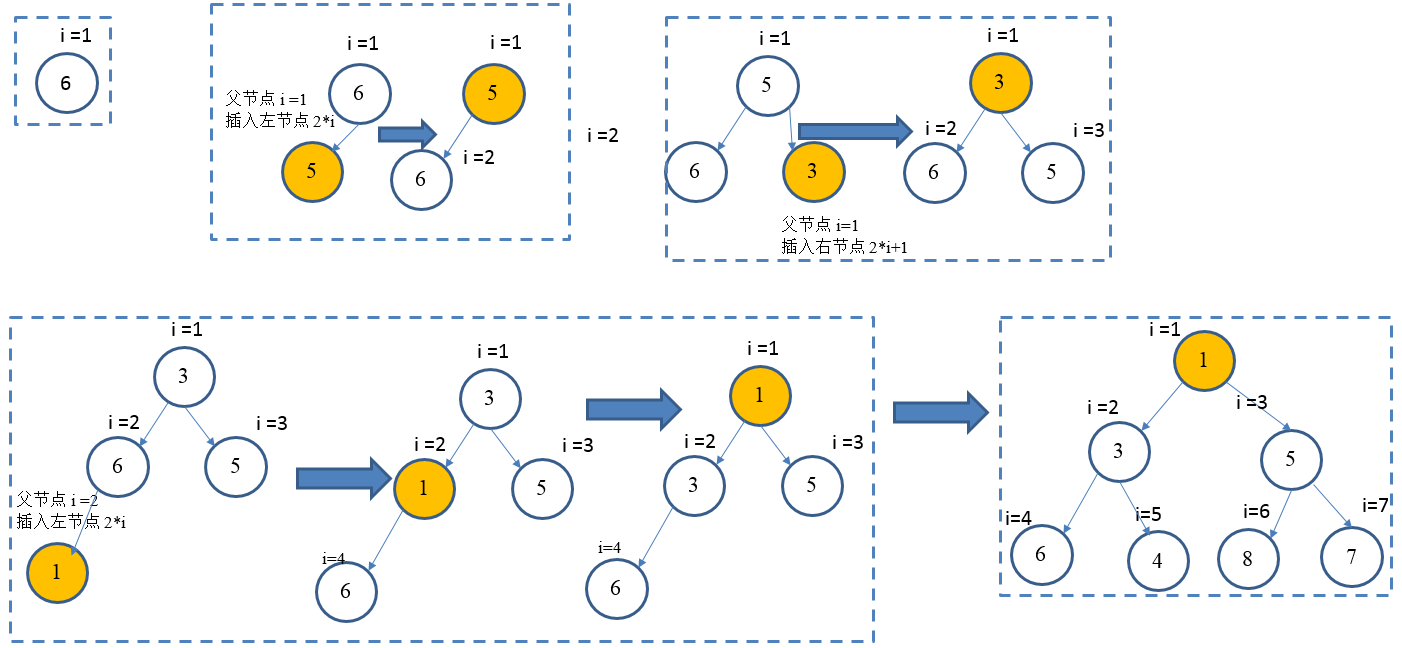 i =1
6
i =1
6
父节点 i =1
插入左节点 2*i
5
i =1
5
i =2
6
i =2
i =1
5
6
3
父节点 i=1
插入右节点 2*i+1
i =1
3
i =2
6
i =3
5
i =1
3
i =2
6
i =3
5
父节点 i =2
插入左节点 2*i
1
i =1
3
i =2
1
i =3
5
i=4
6
i =1
1
i =2
3
i =3
5
i=4
6
i =1
1
i =2
3
i =3
5
i=4
6
i=5
4
i=6
8
i=7
7